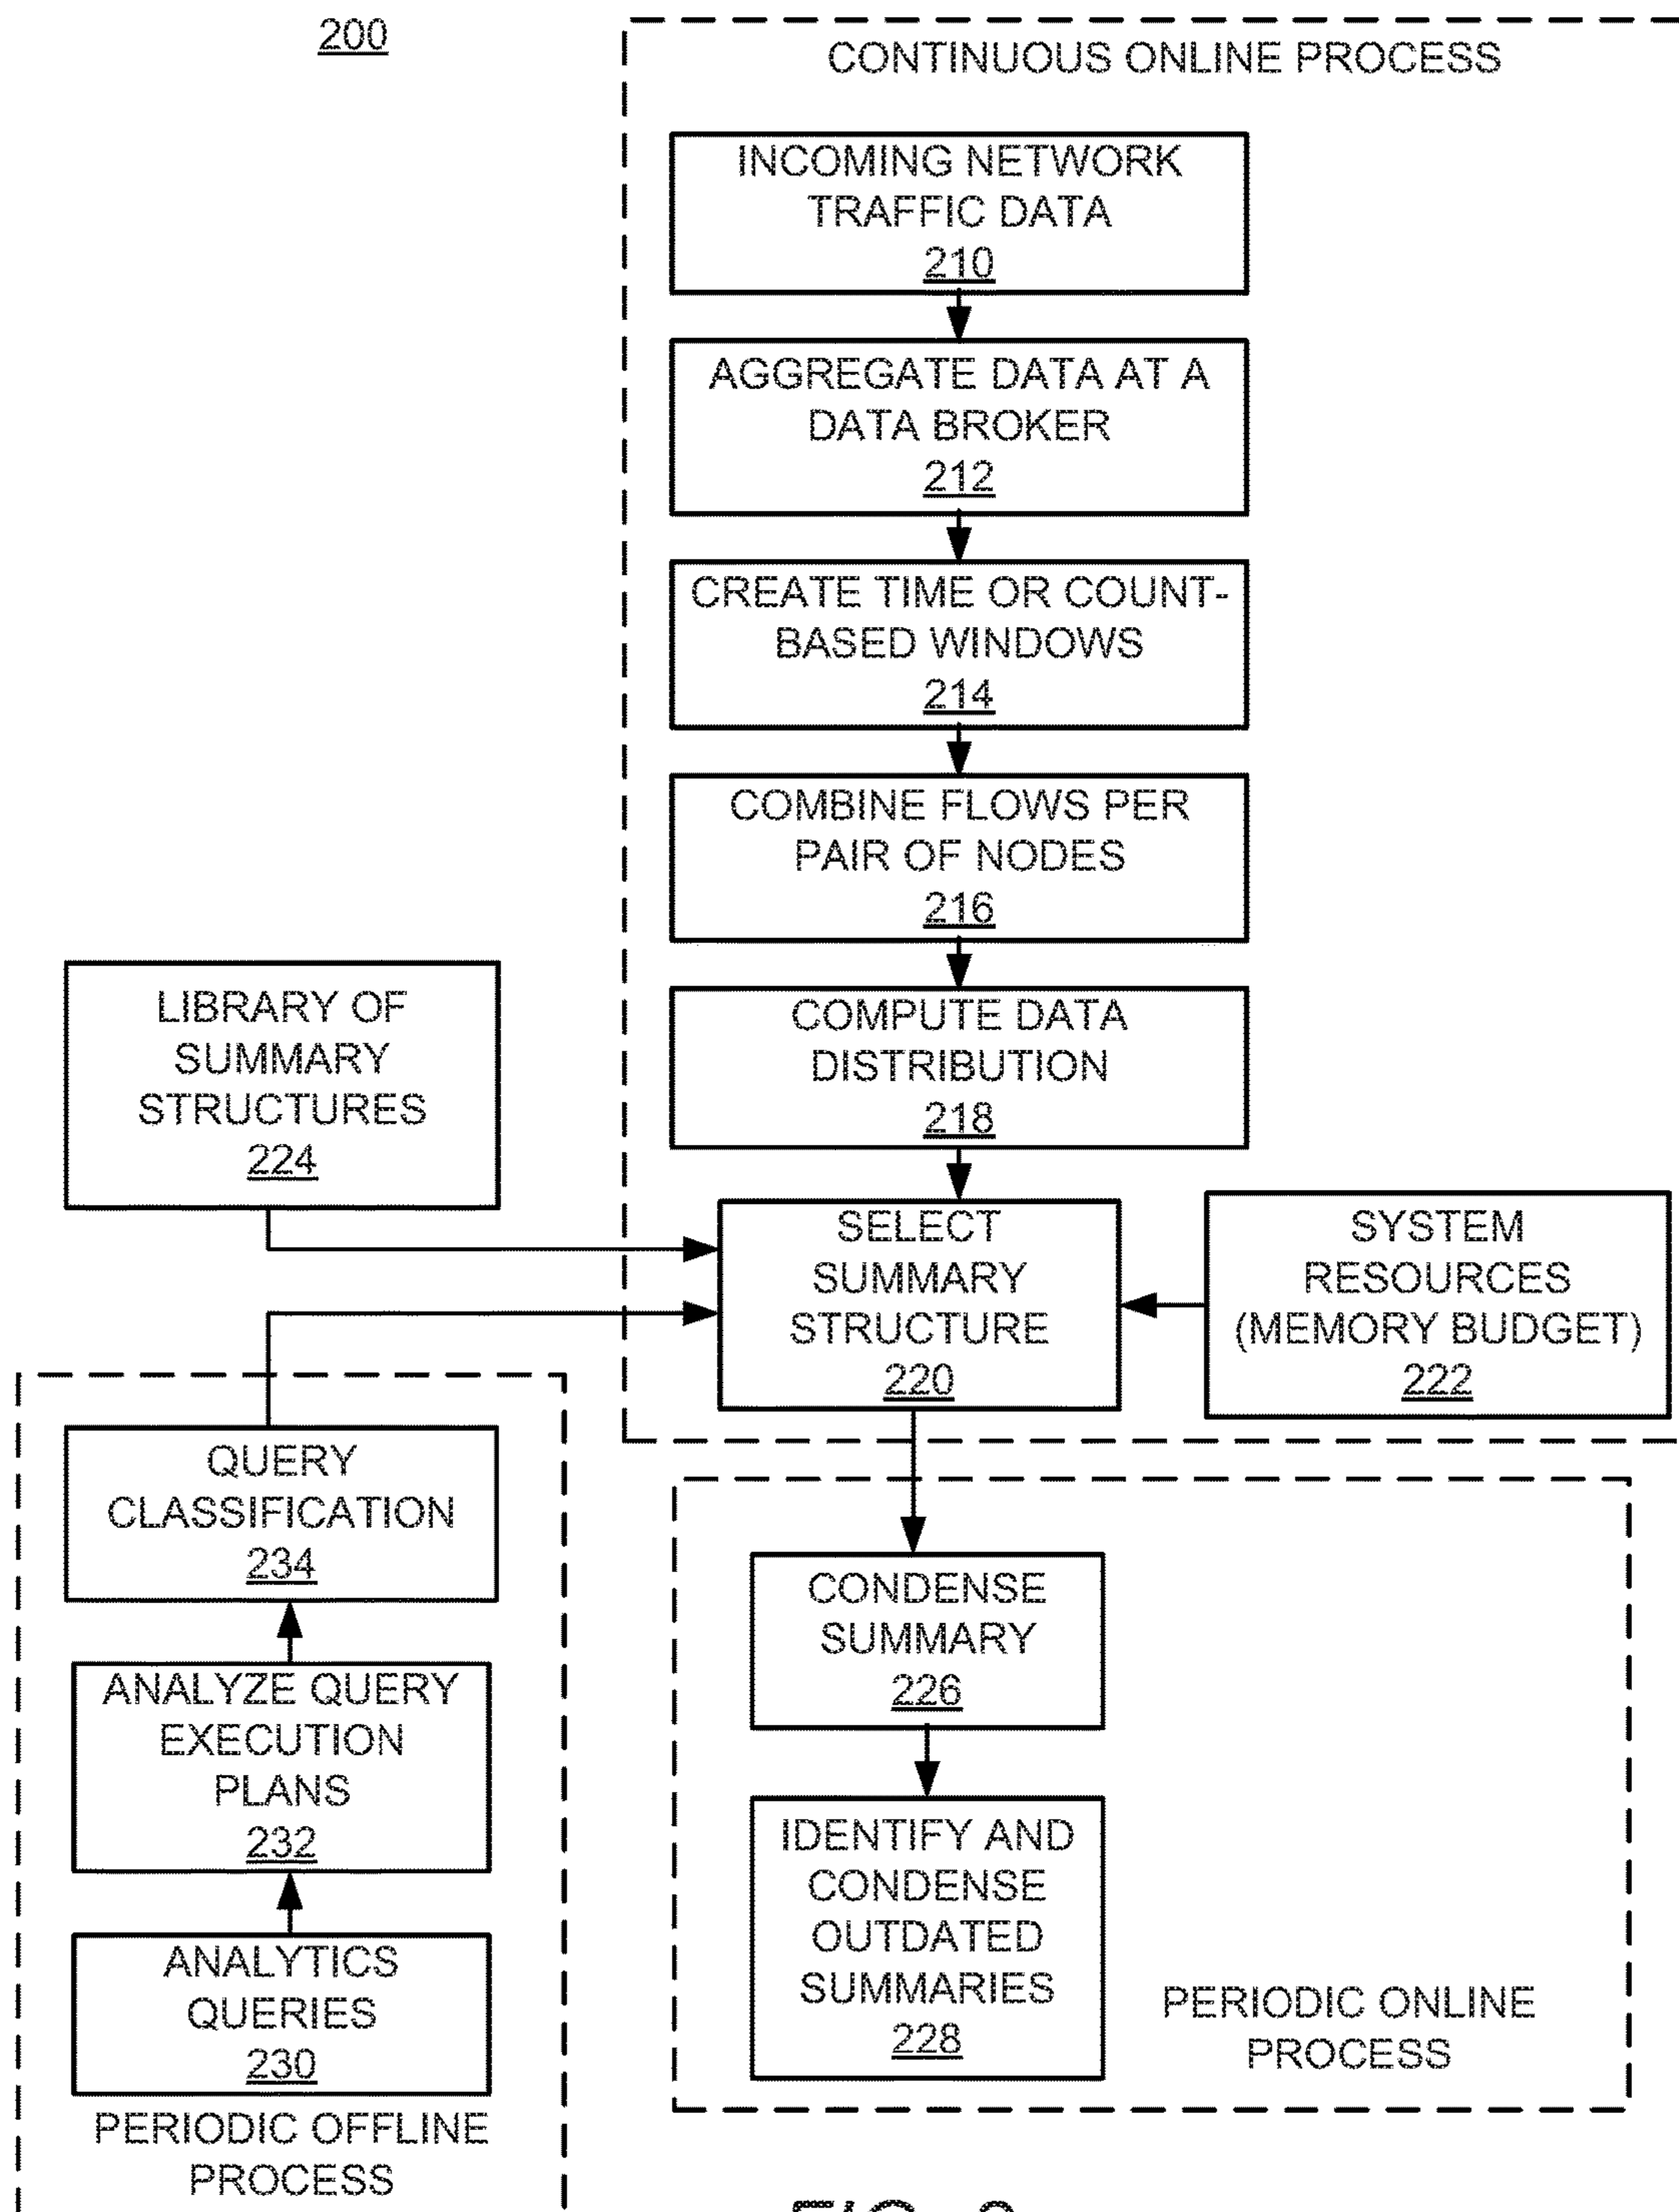 200
CONTINUOUS ONLINE PROCESS
INCOMING NETWORK
TRAFFIC DATA
210
AGGREGATE DATA AT A
DATA BROKER
212
CREATE TIME OR COUNT-
BASED WINDOWS
214
COMBINE FLOWS PER
PAIR OF NODES
216
COMPUTE DATA
DISTRIBUTION
218
LIBRARY OF
SUMMARY
STRUCTURES
224
SELECT
SUMMARY
STRUCTURE
220
SYSTEM
RESOURCES
(MEMORY BUDGET)
222
QUERY
CLASSIFICATION
234
ANALYZE QUERY
EXECUTION
PLANS
232
ANALYTICS
QUERIES
230
PERIODIC OFFLINE
PROCESS
CONDENSE
SUMMARY
226
IDENTIFY AND
CONDENSE
OUTDATED
SUMMARIES
228
PERIODIC ONLINE
PROCESS